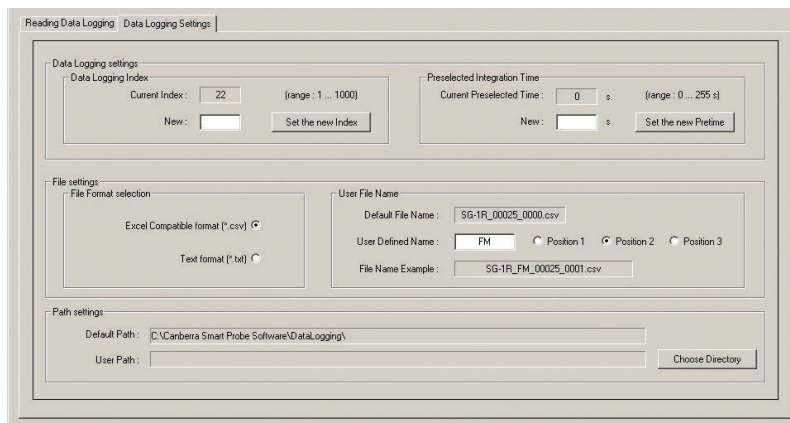 Reading Data Logging Data Logging Settings
Data Logging settings
Data Logging Index
Current Index : 22 (range : 1 ... 1000)
New : Set the new Index
Preselected Integration Time
Current Preselected Time : 0 s (range : 0 ... 255 s)
New : s Set the new Pretime
File settings
File Format selection
Excel Compatible format (*.csv)
Text format (*.txt)
User File Name
Default File Name : SG-1R_00025_0000.csv
User Defined Name : FM Position 1 Position 2 Position 3
File Name Example : SG-1R_FM_00025_0001.csv
Path settings
Default Path : C:\Canberra Smart Probe Software\DataLogging\
User Path : Choose Directory